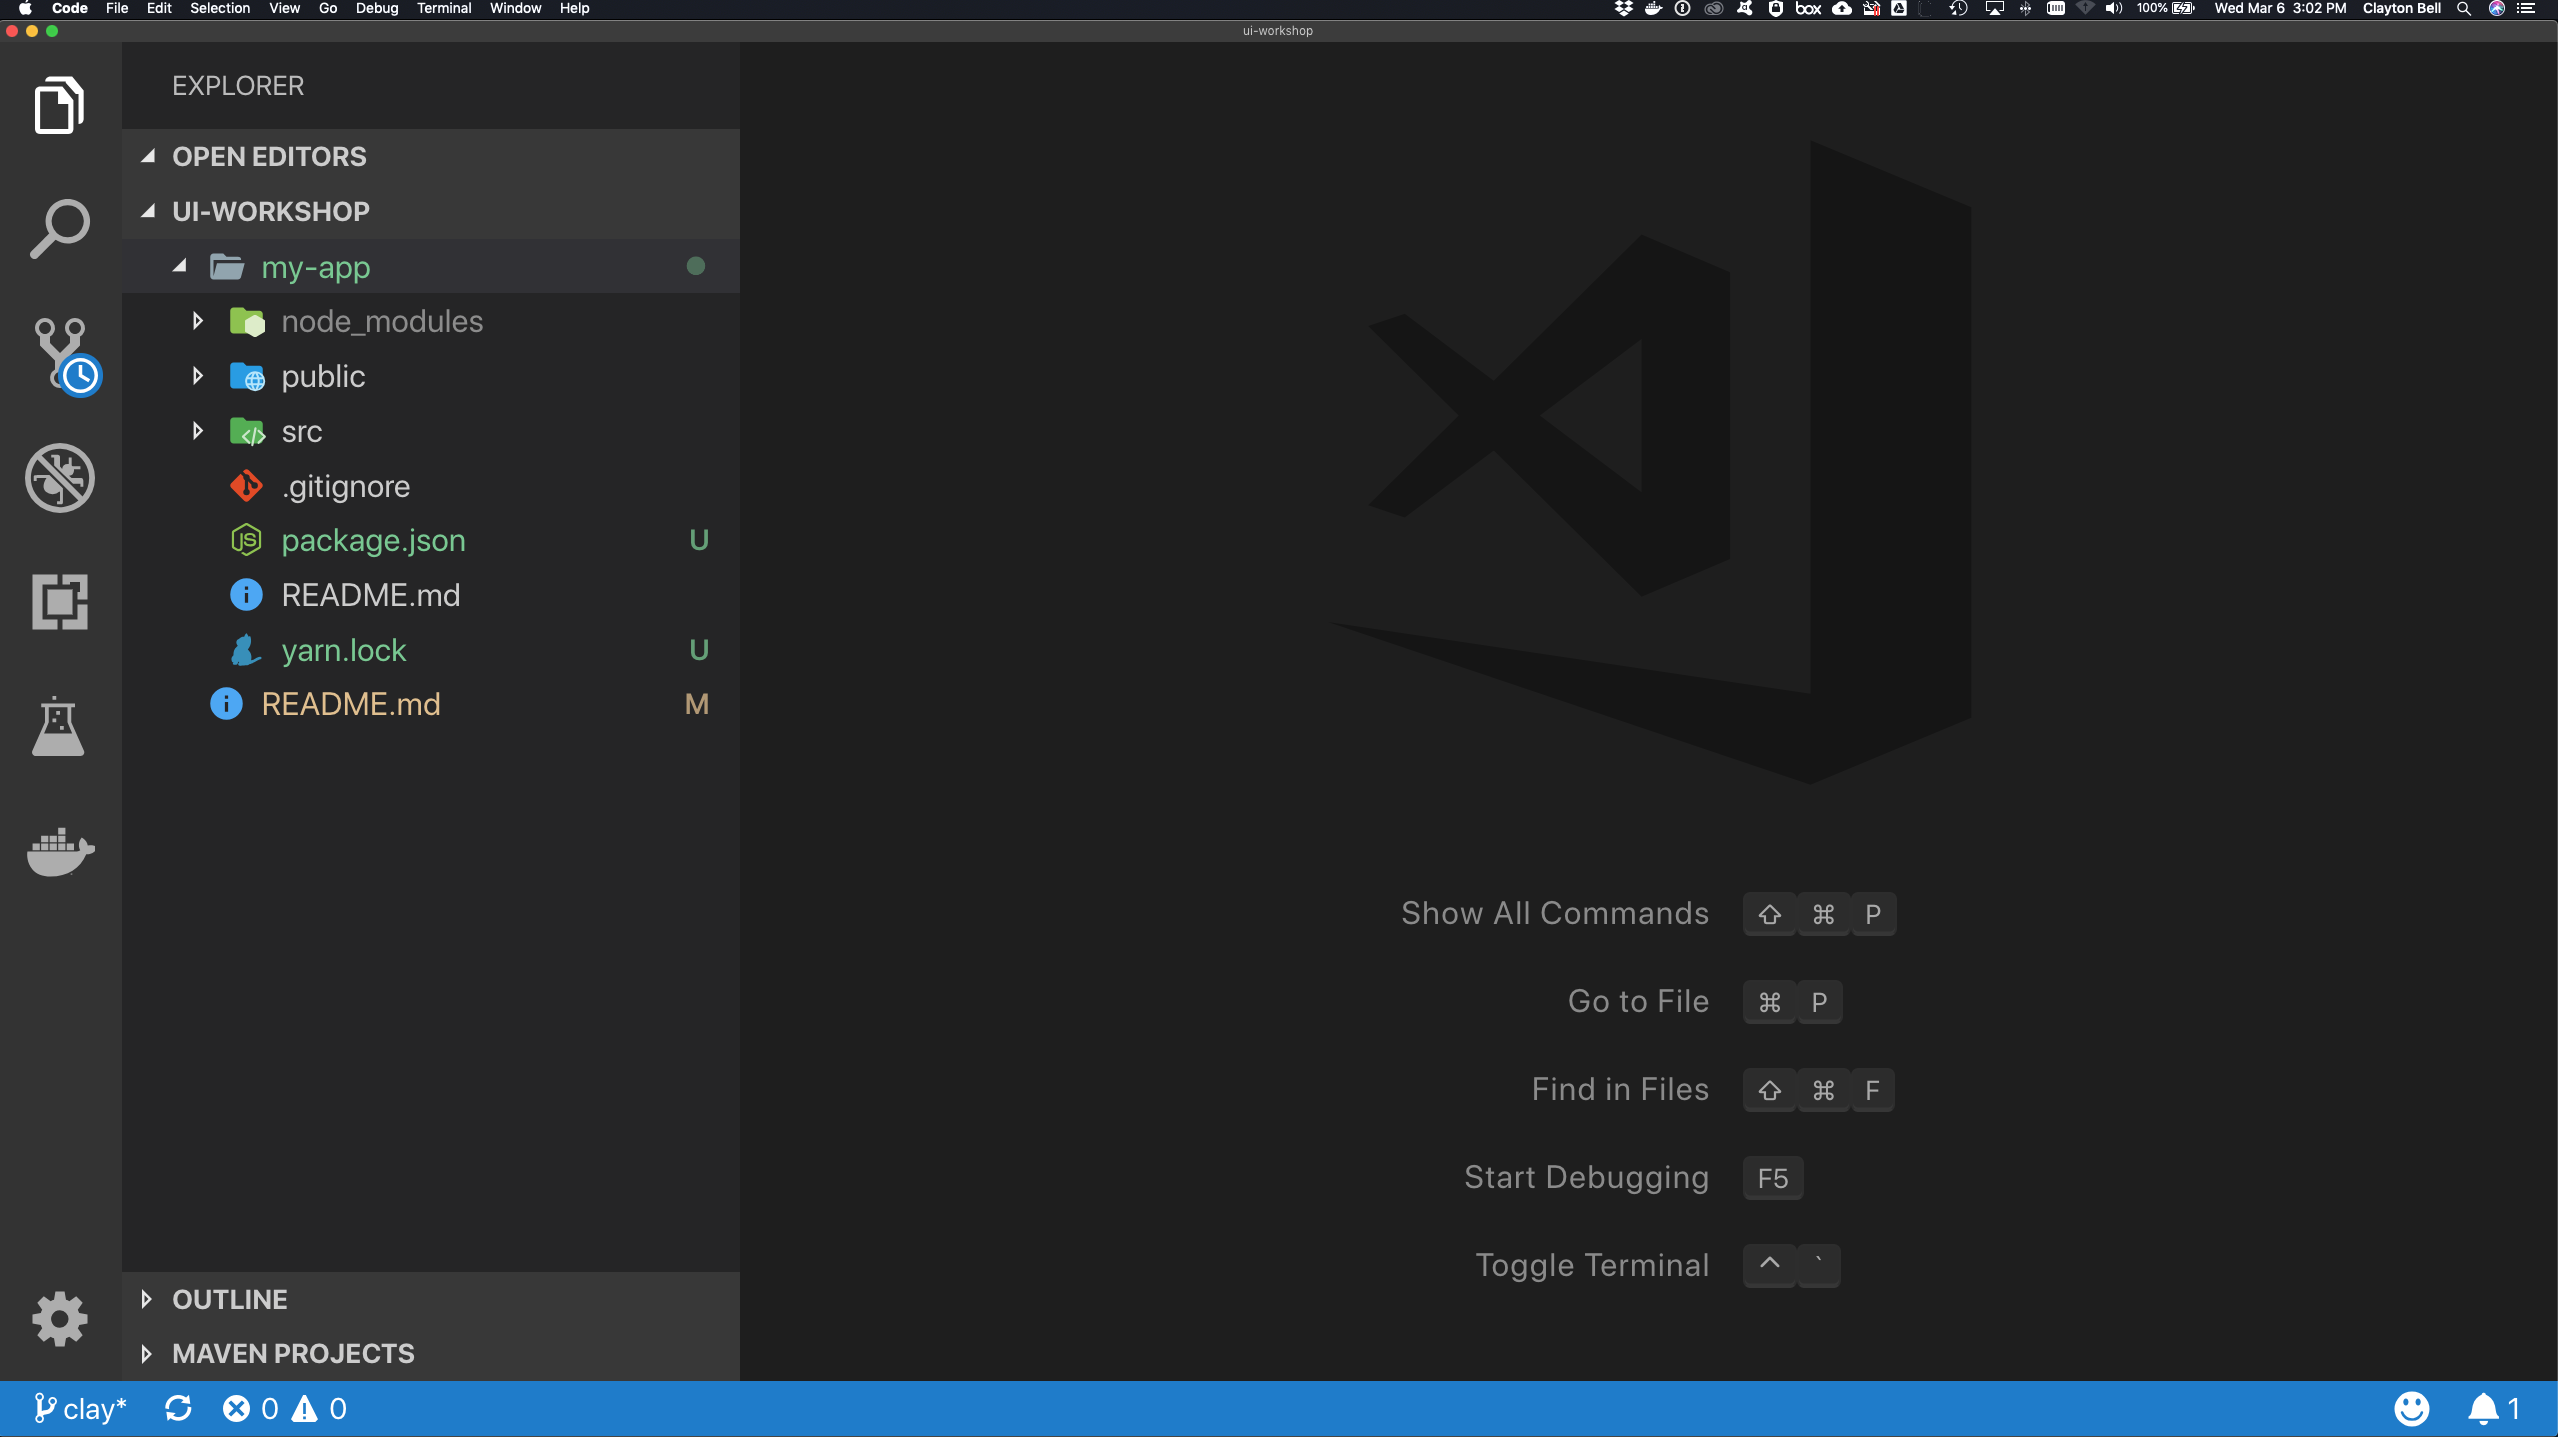 Code File Edit Selection View Go Debug Terminal Window Help box 100% Wed Mar 6 3:02 PM Clayton Bell
ui-workshop
EXPLORER
OPEN EDITORS
UI-WORKSHOP
my-app
node_modules
public
src
.gitignore
package.json U
README.md
yarn.lock U
README.md M
Show All Commands ⇧ ⌘ P
Go to File ⌘ P
Find in Files ⇧ ⌘ F
Start Debugging F5
Toggle Terminal ^ `
OUTLINE
MAVEN PROJECTS
clay* 0 0 1